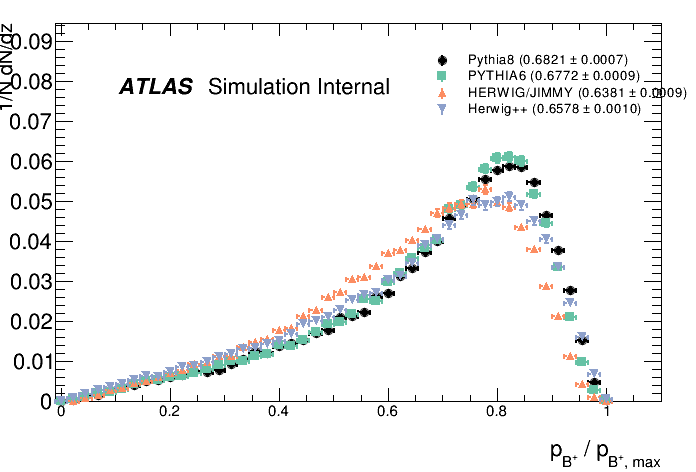 1/N dN/dz
0.09
0.08
0.07
0.06
0.05
0.04
0.03
0.02
0.01
0
ATLAS Simulation Internal
Pythia8 (0.6821 ± 0.0007)
PYTHIA6 (0.6772 ± 0.0009)
HERWIG/JIMMY (0.6381 ± 0.0009)
Herwig++ (0.6578 ± 0.0010)
0 0.2 0.4 0.6 0.8 1
p_B+ / p_B+, max